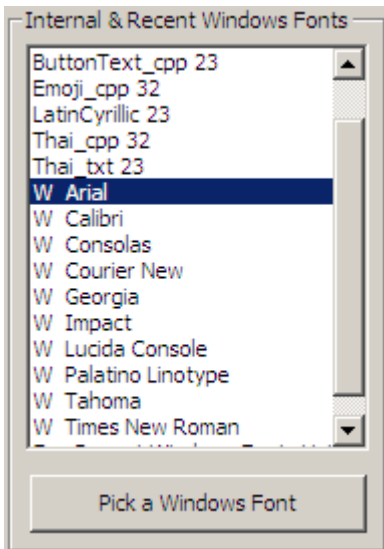 Internal & Recent Windows Fonts
ButtonText_cpp 23
Emoji_cpp 32
LatinCyrillic 23
Thai_cpp 32
Thai_txt 23
W Arial
W Calibri
W Consolas
W Courier New
W Georgia
W Impact
W Lucida Console
W Palatino Linotype
W Tahoma
W Times New Roman
Pick a Windows Font